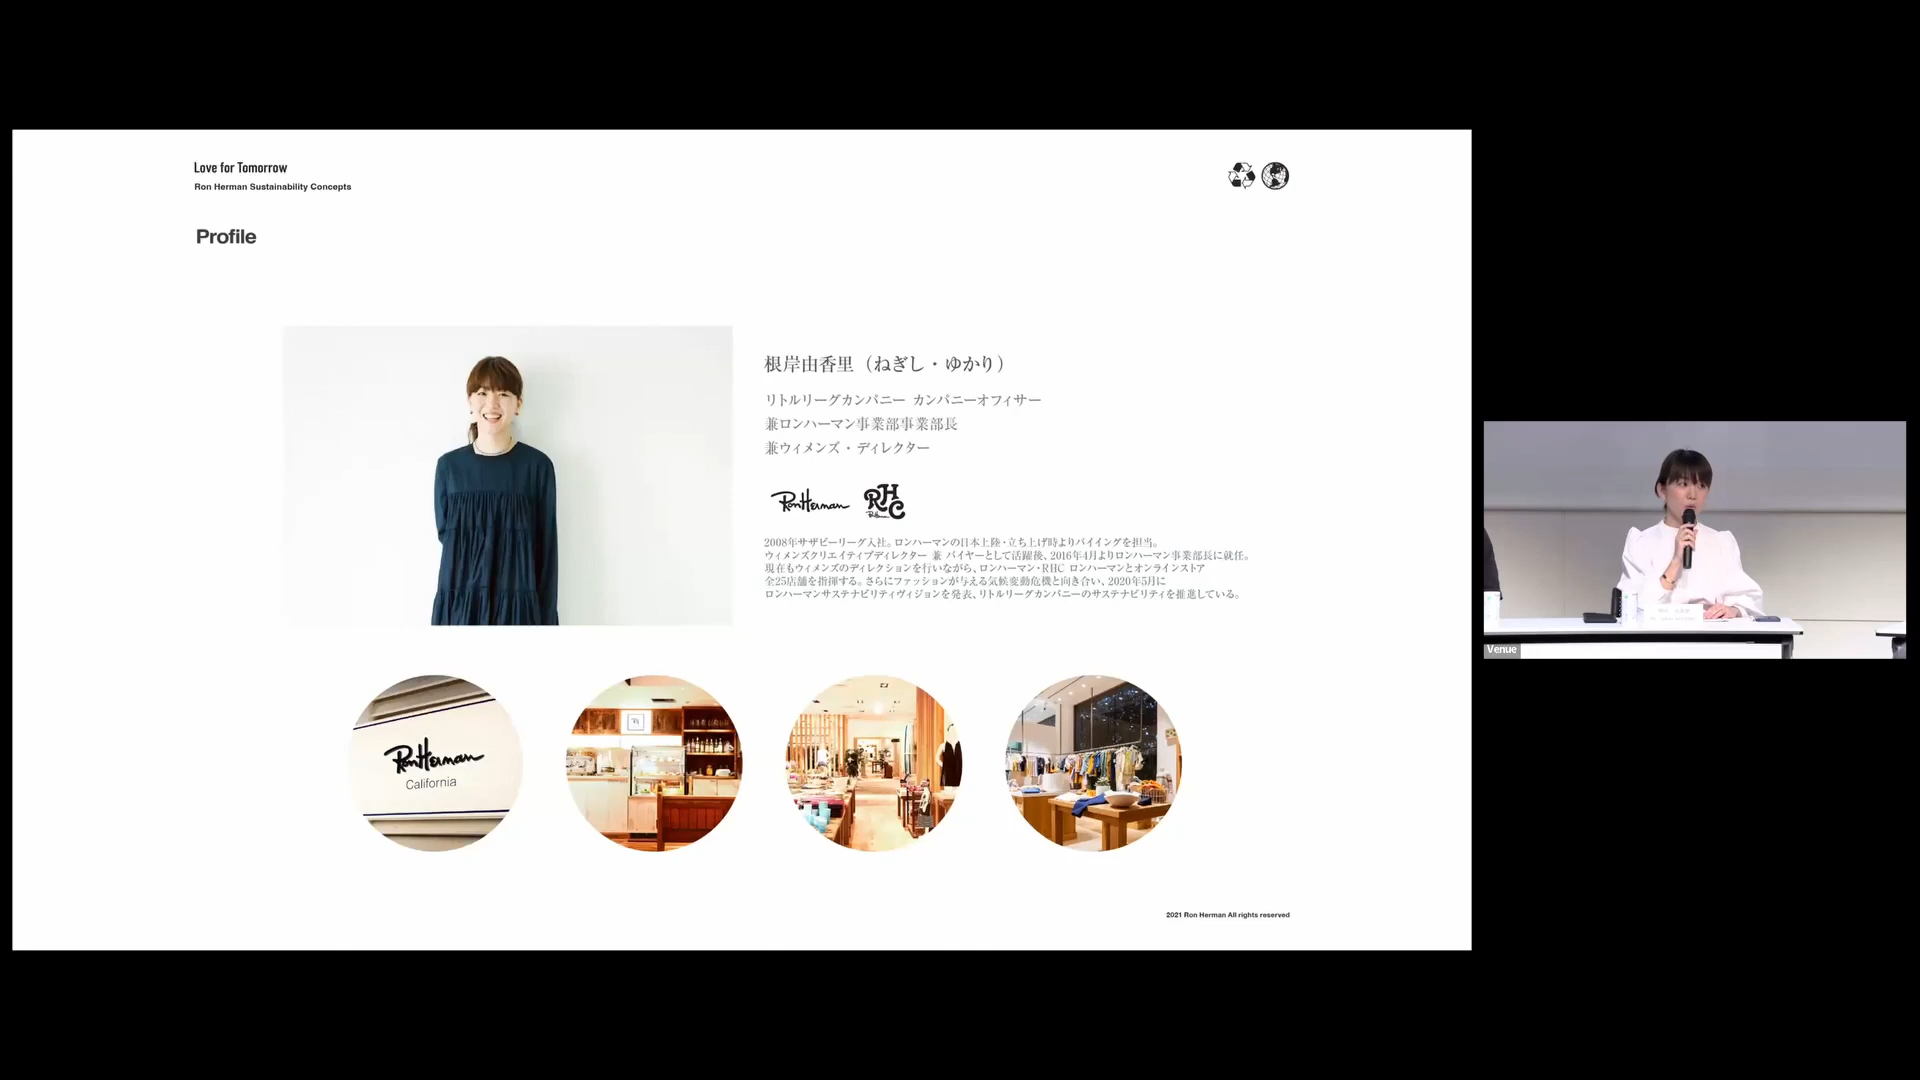 Love for Tomorrow
Ron Herman Sustainability Concepts
Profile
根岸由香里（ねぎし・ゆかり）
リトルリーグカンパニー カンパニーオフィサー
兼ロンハーマン事業部事業部長
兼ウィメンズ・ディレクター
Ron Herman RHC
2008年サザビーリーグ入社。ロンハーマンの日本上陸・立ち上げ時よりバイイングを担当。
ウィメンズクリエイティブディレクター 兼 バイヤーとして活躍後、2016年4月よりロンハーマン事業部長に就任。
現在もウィメンズのディレクションを行いながら、ロンハーマン・RHC ロンハーマンとオンラインストア
全25店舗を指揮する。さらにファッションが与える気候変動危機と向き合い、2020年5月に
ロンハーマンサステナビリティヴィジョンを発表、リトルリーグカンパニーのサステナビリティを推進している。
Ron Herman
California
2021 Ron Herman All rights reserved
Venue